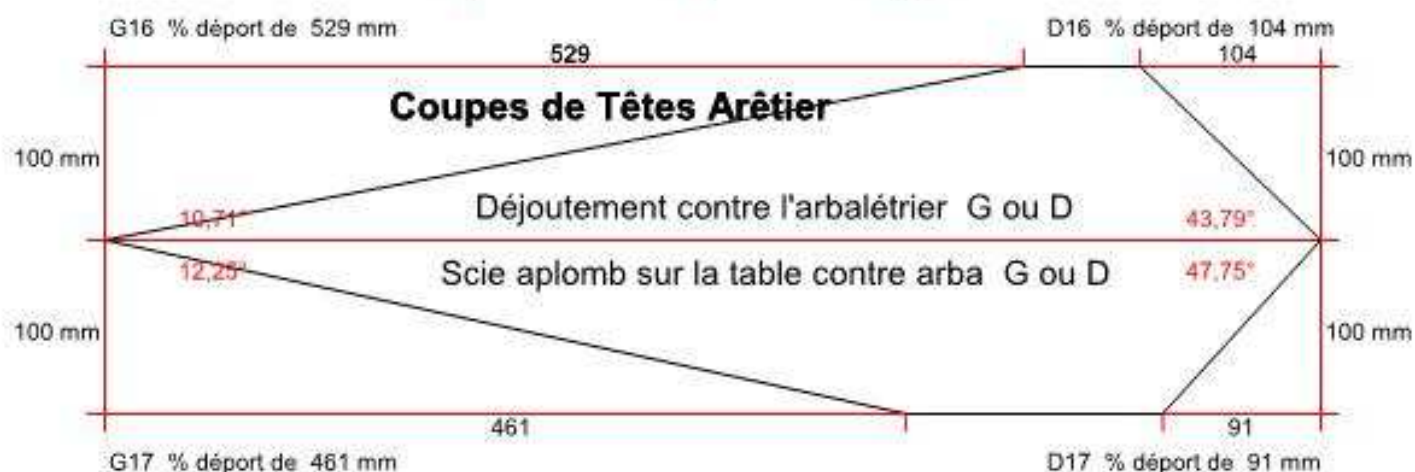 G16 % déport de 529 mm
D16 % déport de 104 mm
529
104
Coupes de Têtes Arêtier
100 mm
100 mm
10,71°
Déjoutement contre l'arbalétrier G ou D
43,79°
12,25°
Scie aplomb sur la table contre arba G ou D
47,75°
100 mm
100 mm
461
91
G17 % déport de 461 mm
D17 % déport de 91 mm